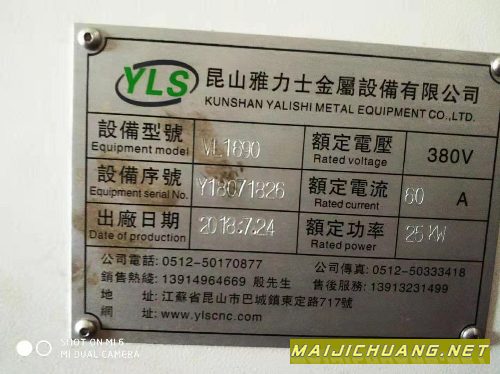 YLS 昆山雅力士金屬設備有限公司
KUNSHAN YALISHI METAL EQUIPMENT CO.,LTD.
設備型號 VL1690 額定電壓 380V
Equipment model Rated voltage
設備序號 Y18071826 額定電流 60 A
Equipment serial No. Rated current
出廠日期 2018.7.24 額定功率 25 KW
Date of production Rated power
公司電話: 0512-50170877 公司傳真: 0512-50333418
銷售熱綫: 13914964669 殷先生 售後服務: 13913231499
地 址: 江蘇省昆山市巴城鎮東定路717號
網 址: www.ylscnc.com
SHOT ON MI 6
MI DUAL CAMERA
MAIJICHUANG.NET